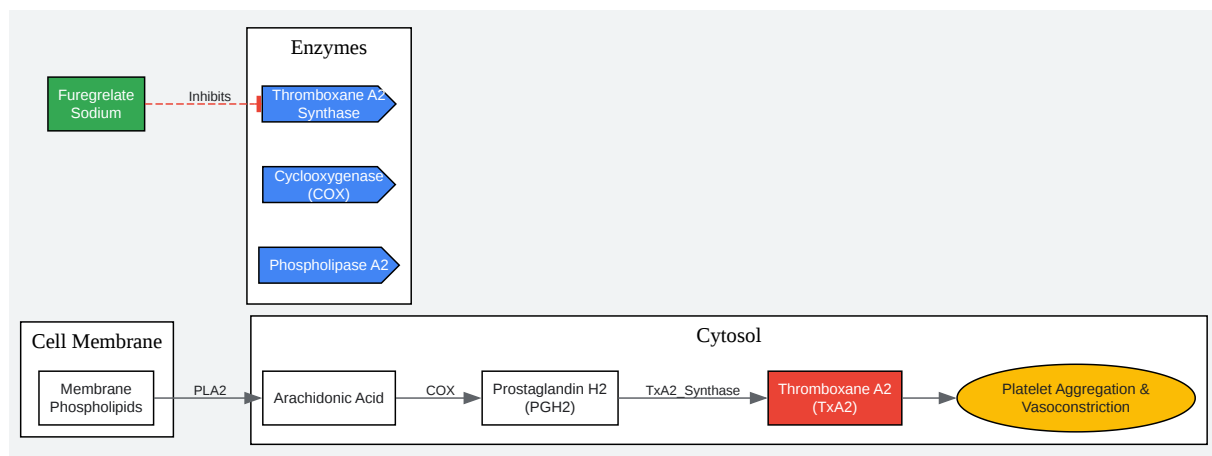 Enzymes
Furegrelate
Sodium
Inhibits
Thromboxane A2
Synthase
Cyclooxygenase
(COX)
Phospholipase A2
Cell Membrane
Membrane
Phospholipids
PLA2
Cytosol
Arachidonic Acid
COX
Prostaglandin H2
(PGH2)
TxA2_Synthase
Thromboxane A2
(TxA2)
Platelet Aggregation &
Vasoconstriction